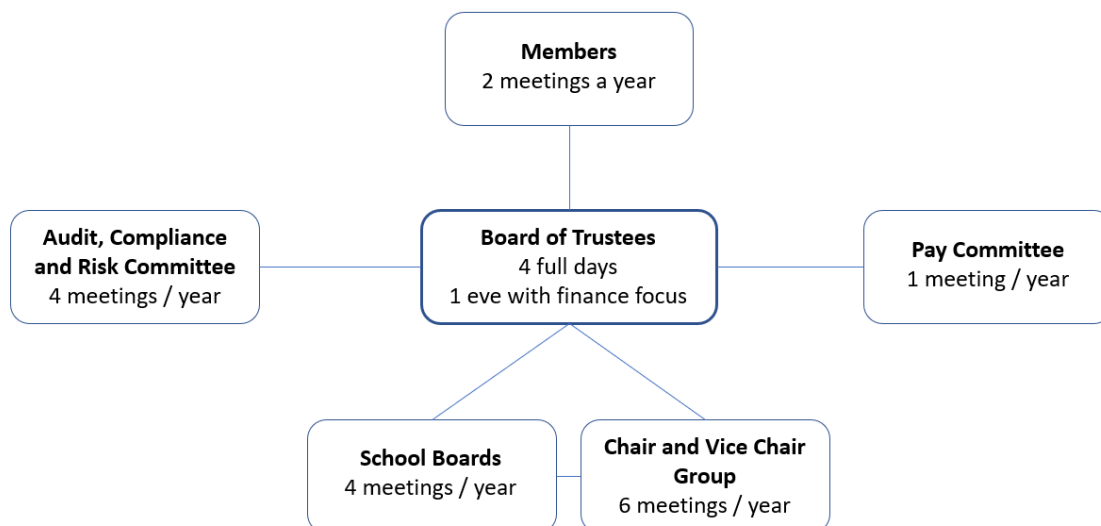 Members
2 meetings a year
Audit, Compliance
and Risk Committee
4 meetings / year
Board of Trustees
4 full days
1 eve with finance focus
Pay Committee
1 meeting / year
School Boards
4 meetings / year
Chair and Vice Chair
Group
6 meetings / year